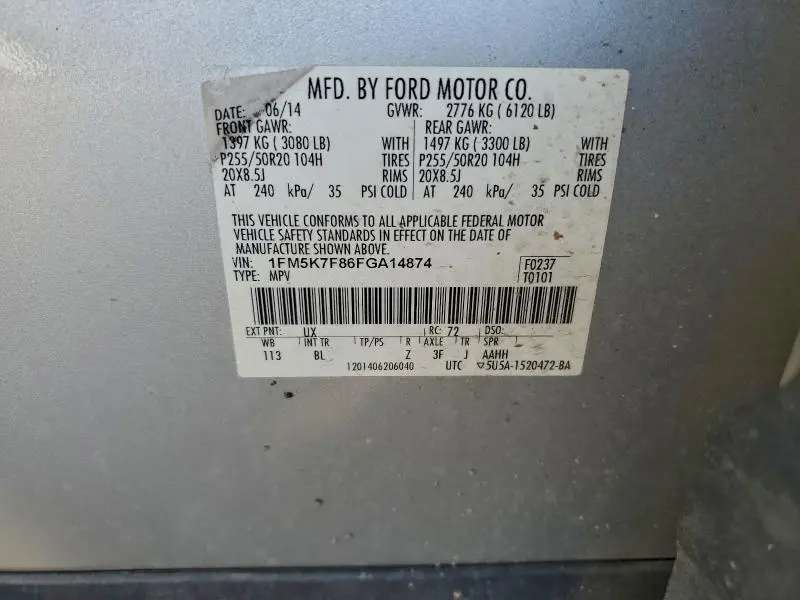 MFD. BY FORD MOTOR CO.
DATE: 06/14 GVWR: 2776 KG ( 6120 LB)
FRONT GAWR: REAR GAWR:
1397 KG ( 3080 LB) WITH 1497 KG ( 3300 LB) WITH
P255/50R20 104H TIRES P255/50R20 104H TIRES
20X8.5J RIMS 20X8.5J RIMS
AT 240 kPa/ 35 PSI COLD AT 240 kPa/ 35 PSI COLD
THIS VEHICLE CONFORMS TO ALL APPLICABLE FEDERAL MOTOR
VEHICLE SAFETY STANDARDS IN EFFECT ON THE DATE OF
MANUFACTURE SHOWN ABOVE.
VIN: 1FM5K7F86FGA14874 F0237
TYPE: MPV T0101
EXT PNT: UX RC: 72 DSO:
WB INT TR TP/PS R AXLE TR SPR
113 BL Z 3F J AAHH
1201406206040 UTC ▽5U5A-1520472-BA